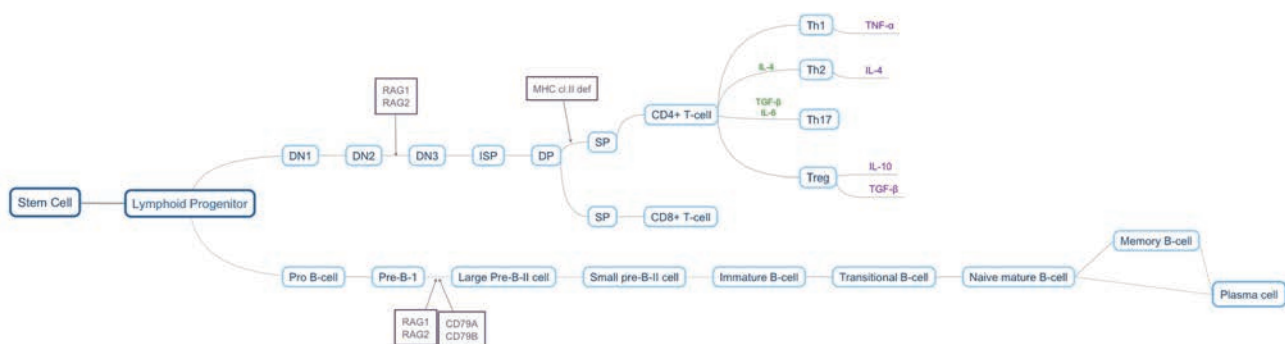 Th1
TNF-α
IL-4
Th2
IL-4
RAG1
RAG2
MHC cl.II def
TGF-β
IL-6
CD4+ T-cell
Th17
SP
DN1
DN2
DN3
ISP
DP
IL-10
Treg
TGF-β
Stem Cell
Lymphoid Progenitor
SP
CD8+ T-cell
Memory B-cell
Pro B-cell
Pre-B-1
Large Pre-B-II cell
Small pre-B-II cell
Immature B-cell
Transitional B-cell
Naive mature B-cell
Plasma cell
RAG1
RAG2
CD79A
CD79B